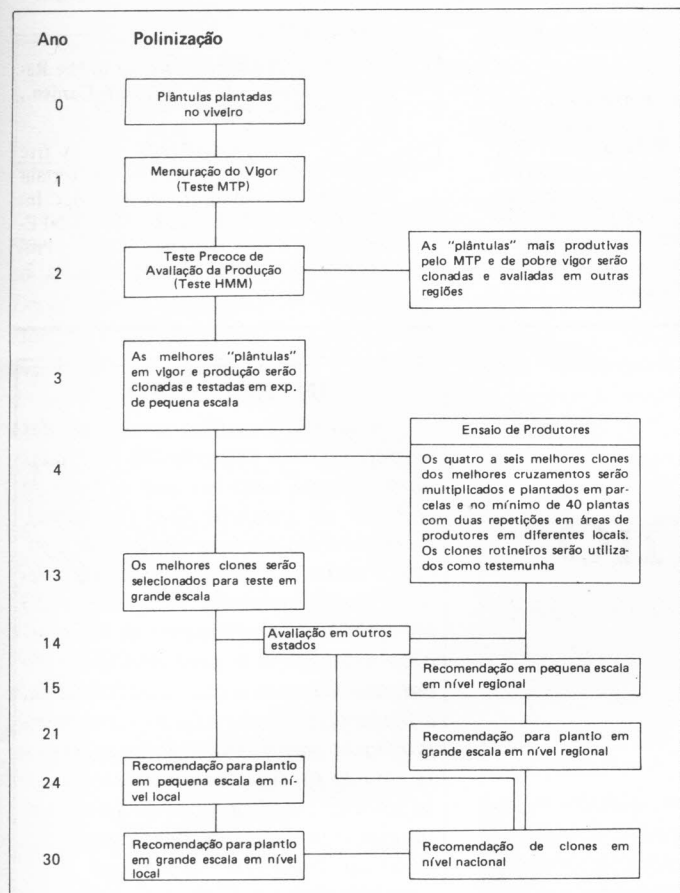 Ano Polinização
0
Plântulas plantadas
no viveiro
1
Mensuração do Vigor
(Teste MTP)
2
Teste Precoce de
Avaliação da Produção
(Teste HMM)
As "plântulas" mais produtivas
pelo MTP e de pobre vigor serão
clonadas e avaliadas em outras
regiões
3
As melhores "plântulas"
em vigor e produção serão
clonadas e testadas em exp.
de pequena escala
4
Ensaio de Produtores
Os quatro a seis melhores clones
dos melhores cruzamentos serão
multiplicados e plantados em par-
celas e no mínimo de 40 plantas
com duas repetições em áreas de
produtores em diferentes locais.
Os clones rotineiros serão utiliza-
dos como testemunha
13
Os melhores clones serão
selecionados para teste em
grande escala
14
Avaliação em outros
estados
15
Recomendação em pequena escala
em nível regional
21
Recomendação para plantio em
grande escala em nível regional
24
Recomendação para plantio
em pequena escala em ní-
vel local
30
Recomendação para plantio
em grande escala em nível
local
Recomendação de clones em
nível nacional